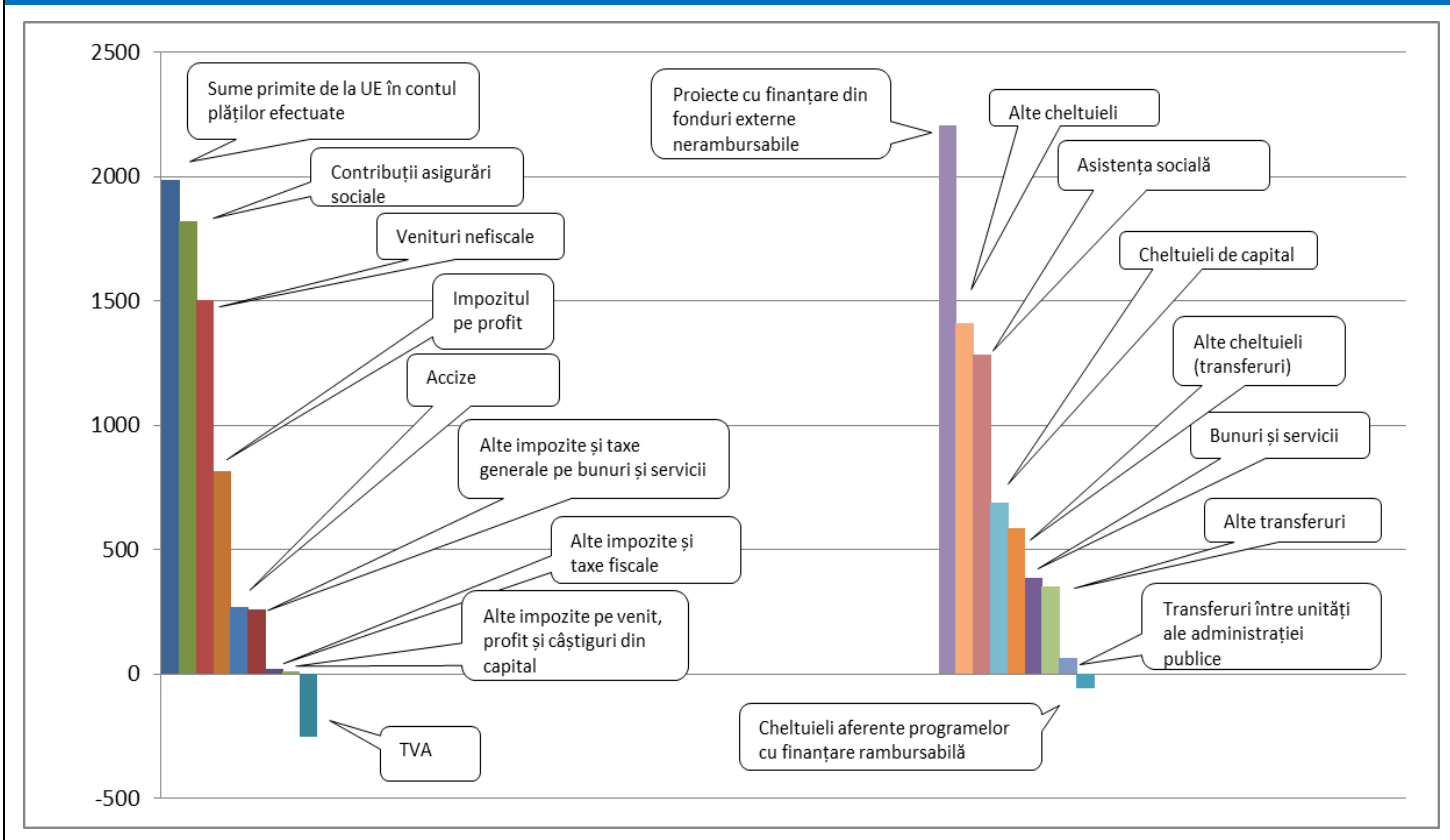 2500
2000
1500
1000
500
0
-500
Sume primite de la UE în contul
plăților efectuate
Contribuții asigurări
sociale
Venituri nefiscale
Impozitul
pe profit
Accize
Alte impozite și taxe
generale pe bunuri și servicii
Alte impozite și
taxe fiscale
Alte impozite pe venit,
profit și câștiguri din
capital
TVA
Proiecte cu finanțare din
fonduri externe
nerambursabile
Alte cheltuieli
Asistența socială
Cheltuieli de capital
Alte cheltuieli
(transferuri)
Bunuri și servicii
Alte transferuri
Transferuri între unități
ale administrației
publice
Cheltuieli aferente programelor
cu finanțare rambursabilă